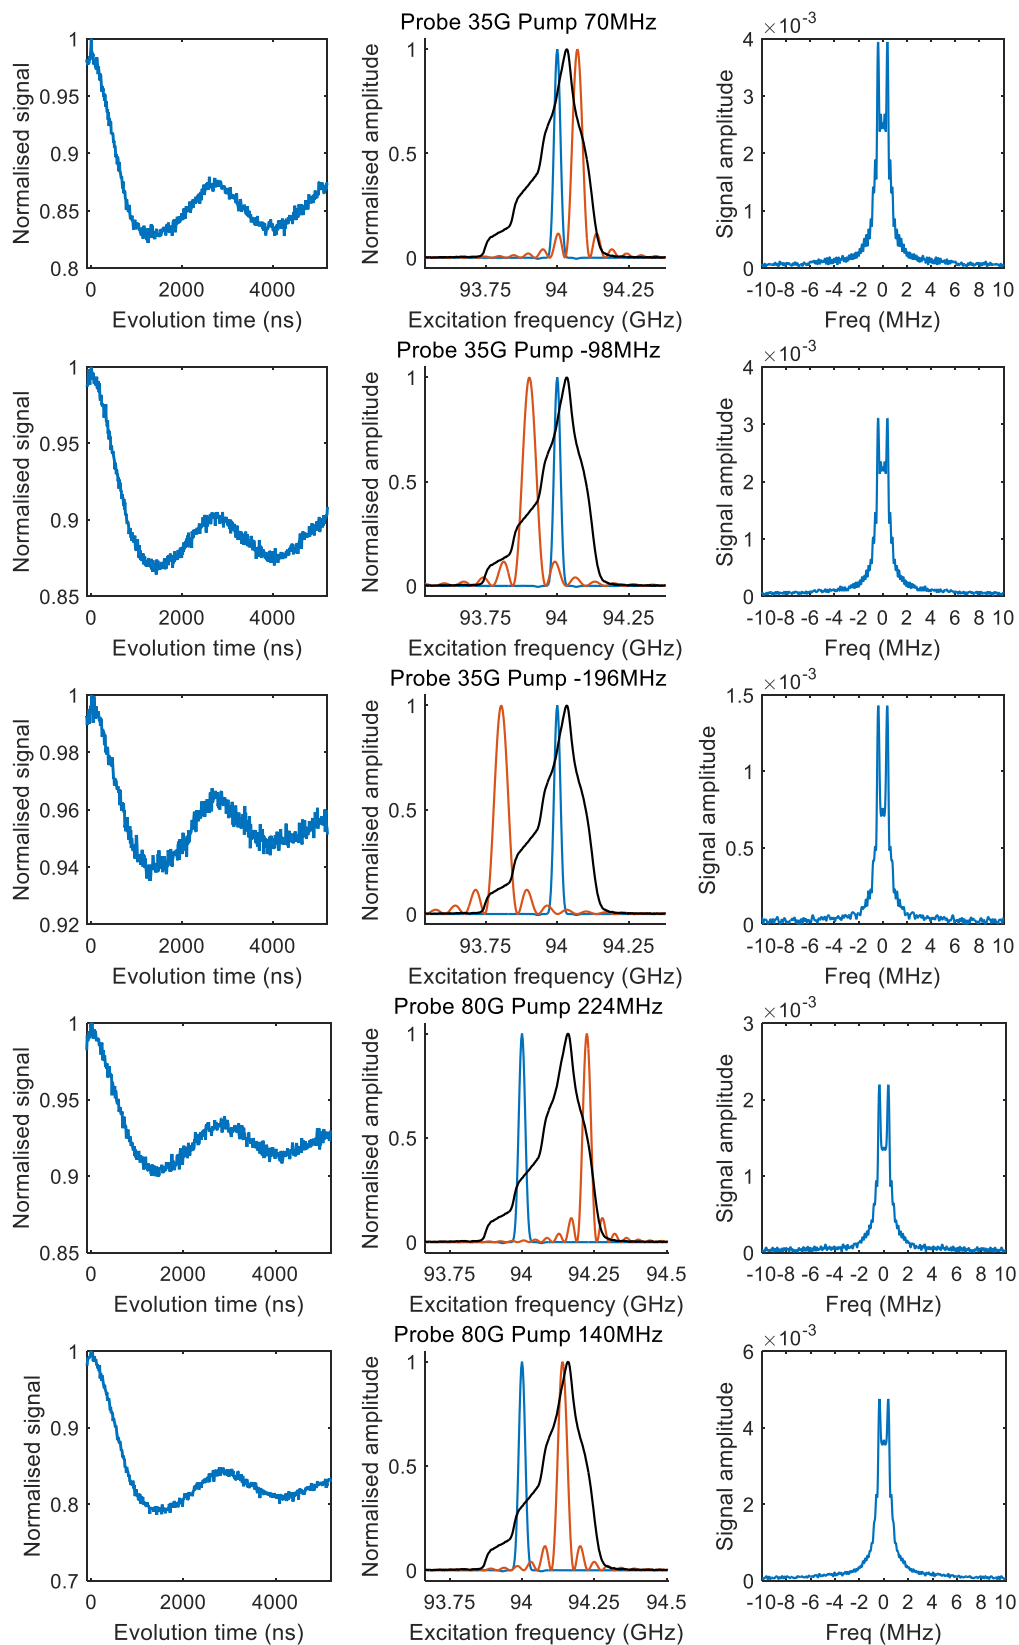 Probe 35G Pump 70MHz
1
0.95
0.9
0.85
0.8
0 2000 4000
Normalised signal
Evolution time (ns)
1
0.5
0
93.75 94 94.25
Normalised amplitude
Excitation frequency (GHz)
×10-3
4
3
2
1
0
-10 -8 -6 -4 -2 0 2 4 6 8 10
Signal amplitude
Freq (MHz)
Probe 35G Pump -98MHz
1
0.95
0.9
0.85
0 2000 4000
Normalised signal
Evolution time (ns)
1
0.5
0
93.75 94 94.25
Normalised amplitude
Excitation frequency (GHz)
×10-3
4
3
2
1
0
-10 -8 -6 -4 -2 0 2 4 6 8 10
Signal amplitude
Freq (MHz)
Probe 35G Pump -196MHz
1
0.98
0.96
0.94
0.92
0 2000 4000
Normalised signal
Evolution time (ns)
1
0.5
0
93.75 94 94.25
Normalised amplitude
Excitation frequency (GHz)
×10-3
1.5
1
0.5
0
-10 -8 -6 -4 -2 0 2 4 6 8 10
Signal amplitude
Freq (MHz)
Probe 80G Pump 224MHz
1
0.95
0.9
0.85
0 2000 4000
Normalised signal
Evolution time (ns)
1
0.5
0
93.75 94 94.25 94.5
Normalised amplitude
Excitation frequency (GHz)
×10-3
3
2
1
0
-10 -8 -6 -4 -2 0 2 4 6 8 10
Signal amplitude
Freq (MHz)
Probe 80G Pump 140MHz
1
0.9
0.8
0.7
0 2000 4000
Normalised signal
Evolution time (ns)
1
0.5
0
93.75 94 94.25 94.5
Normalised amplitude
Excitation frequency (GHz)
×10-3
6
4
2
0
-10 -8 -6 -4 -2 0 2 4 6 8 10
Signal amplitude
Freq (MHz)